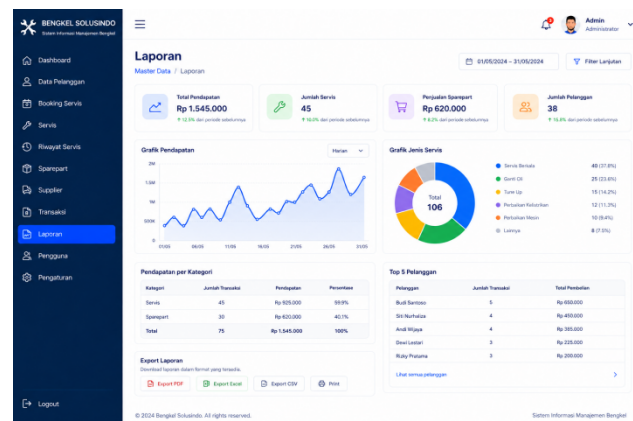 BENGKEL SOLUSINDO
Sistem Informasi Manajemen Bengkel
Dashboard
Data Pelanggan
Booking Servis
Servis
Riwayat Servis
Sparepart
Supplier
Transaksi
Laporan
Pengguna
Pengaturan
Logout
Admin
Administrator
Laporan
Master Data / Laporan
01/05/2024 – 31/05/2024
Filter Lanjutan
Total Pendapatan
Rp 1.545.000
↑ 12.5% dari periode sebelumnya
Jumlah Servis
45
↑ 10.0% dari periode sebelumnya
Penjualan Sparepart
Rp 620.000
↑ 8.2% dari periode sebelumnya
Jumlah Pelanggan
38
dari periode sebelumnya
Grafik Pendapatan
Harian
2M
1.5M
1M
500K
0
01/05 06/05 11/05 16/05 21/05 26/05 31/05
Grafik Jenis Servis
Total
106
Servis Berkala 40 (37.8%)
Ganti Oli 25 (23.6%)
Tune Up 15 (14.2%)
Perbaikan Kelistrikan 12 (11.3%)
Perbaikan Mesin 10 (9.4%)
Lainnya 8 (7.5%)
Pendapatan per Kategori
Kategori Jumlah Transaksi Pendapatan Persentase
Servis 45 Rp 925.000 59.9%
Sparepart 30 Rp 620.000 40.1%
Total 75 Rp 1.545.000 100%
Top 5 Pelanggan
Pelanggan Jumlah Transaksi Total Pembelian
Budi Santoso 5 Rp 650.000
Siti Nurhaliza 4 Rp 450.000
Andi Wijaya 4 Rp 365.000
Dewi Lestari 3 Rp 225.000
Rizky Pratama 3 Rp 200.000
Lihat semua pelanggan
Export Laporan
Download laporan dalam format yang tersedia.
Export PDF
Export Excel
Export CSV
Print
© 2024 Bengkel Solusindo. All rights reserved.
Sistem Informasi Manajemen Bengkel